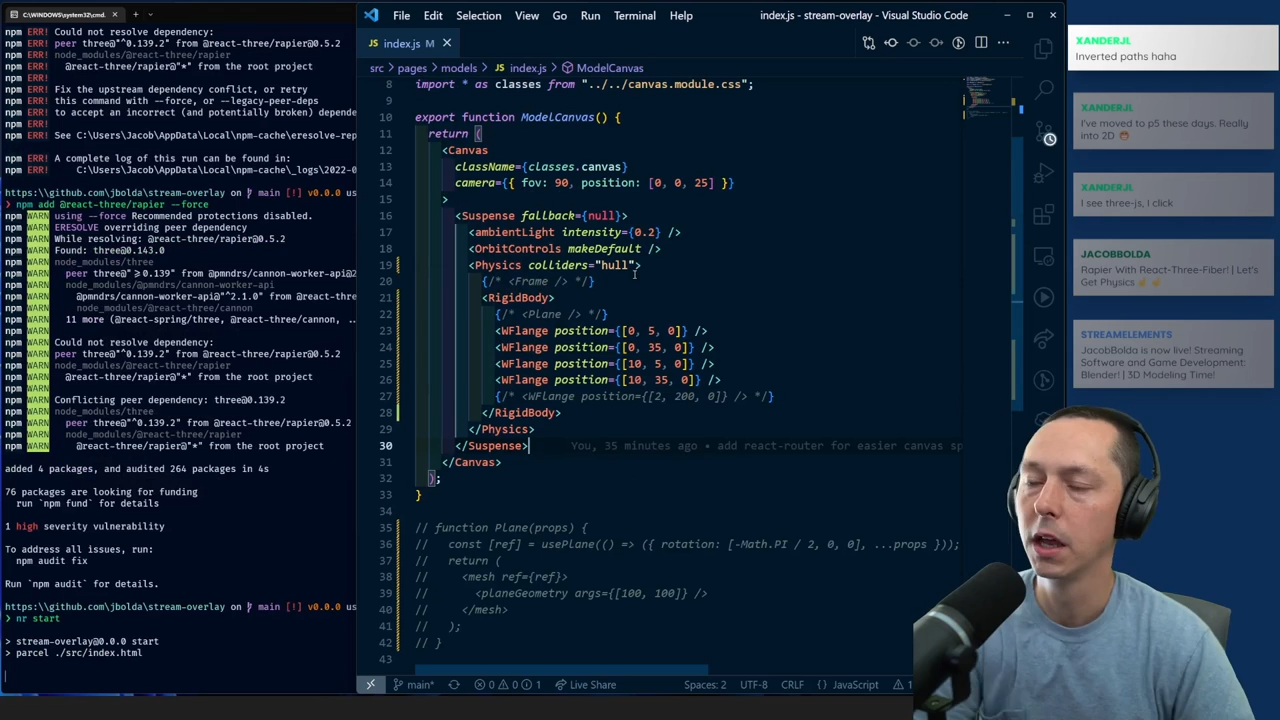 C:\WINDOWS\system32\cmd.
npm ERR! Could not resolve dependency:
npm ERR! peer three@"^0.139.2" from @react-three/rapier@0.5.2
npm ERR! node_modules/@react-three/rapier
npm ERR!   @react-three/rapier@"*" from the root project
npm ERR!
npm ERR! Fix the upstream dependency conflict, or retry
npm ERR! this command with --force, or --legacy-peer-deps
npm ERR! to accept an incorrect (and potentially broken) depende
npm ERR!
npm ERR! See C:\Users\Jacob\AppData\Local\npm-cache\eresolve-rep
npm ERR! A complete log of this run can be found in:
npm ERR!     C:\Users\Jacob\AppData\Local\npm-cache\_logs\2022-0
https:\\github.com\jbolda\stream-overlay on main [!] v0.0.0 us
❯ npm add @react-three/rapier --force
npm WARN using --force Recommended protections disabled.
npm WARN ERESOLVE overriding peer dependency
npm WARN While resolving: @react-three/rapier@0.5.2
npm WARN Found: three@0.143.0
npm WARN node_modules/three
npm WARN   peer three@">=0.139" from @pmndrs/cannon-worker-api@2
npm WARN   node_modules/@pmndrs/cannon-worker-api
npm WARN     @pmndrs/cannon-worker-api@"^2.1.0" from @react-thre
npm WARN     node_modules/@react-three/cannon
npm WARN   11 more (@react-spring/three, @react-three/cannon, ..
npm WARN
npm WARN Could not resolve dependency:
npm WARN peer three@"^0.139.2" from @react-three/rapier@0.5.2
npm WARN node_modules/@react-three/rapier
npm WARN   @react-three/rapier@"*" from the root project
npm WARN
npm WARN Conflicting peer dependency: three@0.139.2
npm WARN node_modules/three
npm WARN   peer three@"^0.139.2" from @react-three/rapier@0.5.2
npm WARN   node_modules/@react-three/rapier
npm WARN     @react-three/rapier@"*" from the root project
added 4 packages, and audited 264 packages in 4s
76 packages are looking for funding
  run `npm fund` for details
1 high severity vulnerability
To address all issues, run:
  npm audit fix
Run `npm audit` for details.
https:\\github.com\jbolda\stream-overlay on main [!] v0.0.0 us
❯ nr start
> stream-overlay@0.0.0 start
> parcel ./src/index.html
File Edit Selection View Go Run Terminal Help index.js - stream-overlay - Visual Studio Code
index.js M
src > pages > models > index.js > ModelCanvas
8 import * as classes from "../../canvas.module.css";
9
10 export function ModelCanvas() {
11   return (
12     <Canvas
13       className={classes.canvas}
14       camera={{ fov: 90, position: [0, 0, 25] }}
15     >
16       <Suspense fallback={null}>
17         <ambientLight intensity={0.2} />
18         <OrbitControls makeDefault />
19         <Physics colliders="hull">
20           {/* <Frame /> */}
21           <RigidBody>
22             {/* <Plane /> */}
23             <WFlange position={[0, 5, 0]} />
24             <WFlange position={[0, 35, 0]} />
25             <WFlange position={[10, 5, 0]} />
26             <WFlange position={[10, 35, 0]} />
27             {/* <WFlange position={[2, 200, 0]} /> */}
28           </RigidBody>
29         </Physics>
30       </Suspense> You, 35 minutes ago • add react-router for easier canvas sp
31     </Canvas>
32   );
33 }
34
35 // function Plane(props) {
36 //   const [ref] = usePlane(() => ({ rotation: [-Math.PI / 2, 0, 0], ...props }));
37 //   return (
38 //     <mesh ref={ref}>
39 //       <planeGeometry args={[100, 100]} />
40 //     </mesh>
41 //   );
42 // }
43
main* 0 0 1 Live Share Spaces: 2 UTF-8 CRLF JavaScript 1
XANDERJL
Inverted paths haha
XANDERJL
I've moved to p5 these days. Really
into 2D
XANDERJL
I see three-js, I click
JACOBBOLDA
Rapier With React-Three-Fiber! | Let's
Get Physics
STREAMELEMENTS
JacobBolda is now live! Streaming
Software and Game Development:
Blender! | 3D Modeling Time!